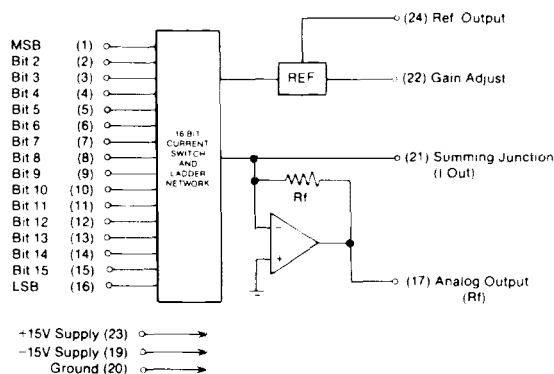 (24) Ref Output
MSB (1)
Bit 2 (2)
Bit 3 (3)
Bit 4 (4)
Bit 5 (5)
Bit 6 (6)
Bit 7 (7)
Bit 8 (8)
Bit 9 (9)
Bit 10 (10)
Bit 11 (11)
Bit 12 (12)
Bit 13 (13)
Bit 14 (14)
Bit 15 (15)
LSB (16)
16 BIT
CURRENT
SWITCH
AND
LADDER
NETWORK
REF
(22) Gain Adjust
(21) Summing Junction
(I Out)
Rf
−
+
(17) Analog Output
(Rf)
+15V Supply (23)
−15V Supply (19)
Ground (20)